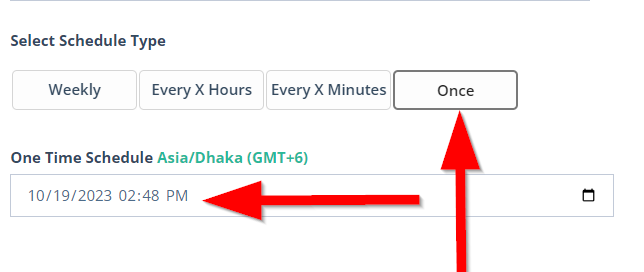 Select Schedule Type
Weekly Every X Hours Every X Minutes Once
One Time Schedule Asia/Dhaka (GMT+6)
10/19/2023 02:48 PM